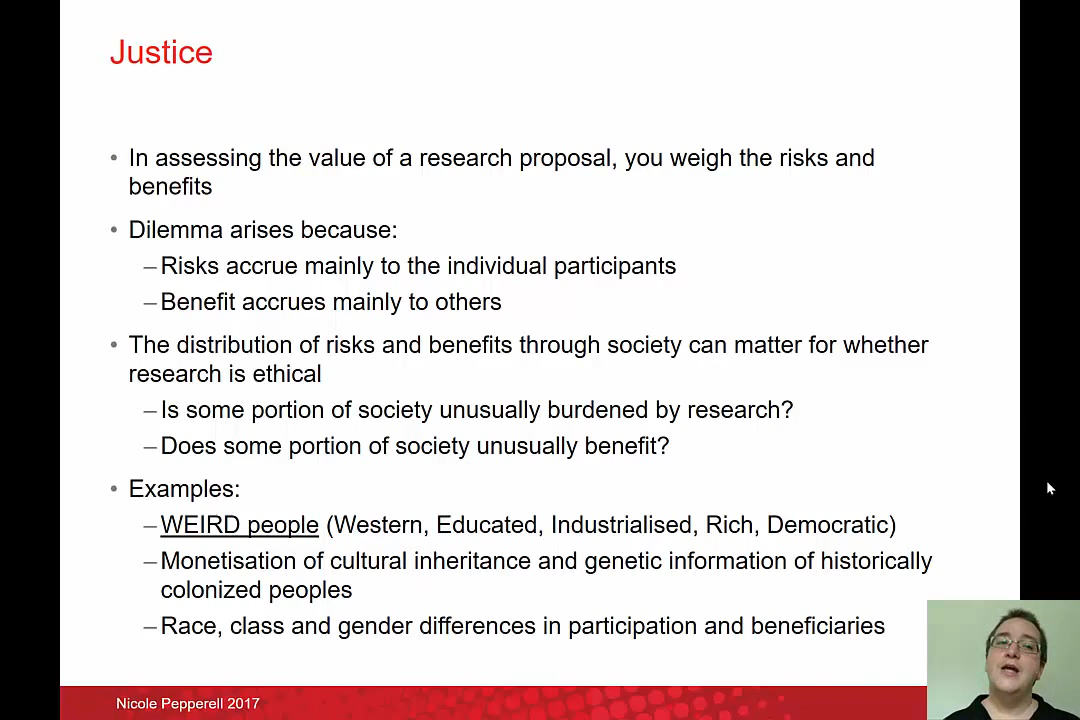 Justice
• In assessing the value of a research proposal, you weigh the risks and
benefits
• Dilemma arises because:
–Risks accrue mainly to the individual participants
–Benefit accrues mainly to others
• The distribution of risks and benefits through society can matter for whether
research is ethical
–Is some portion of society unusually burdened by research?
–Does some portion of society unusually benefit?
• Examples:
–WEIRD people (Western, Educated, Industrialised, Rich, Democratic)
–Monetisation of cultural inheritance and genetic information of historically
colonized peoples
–Race, class and gender differences in participation and beneficiaries
Nicole Pepperell 2017